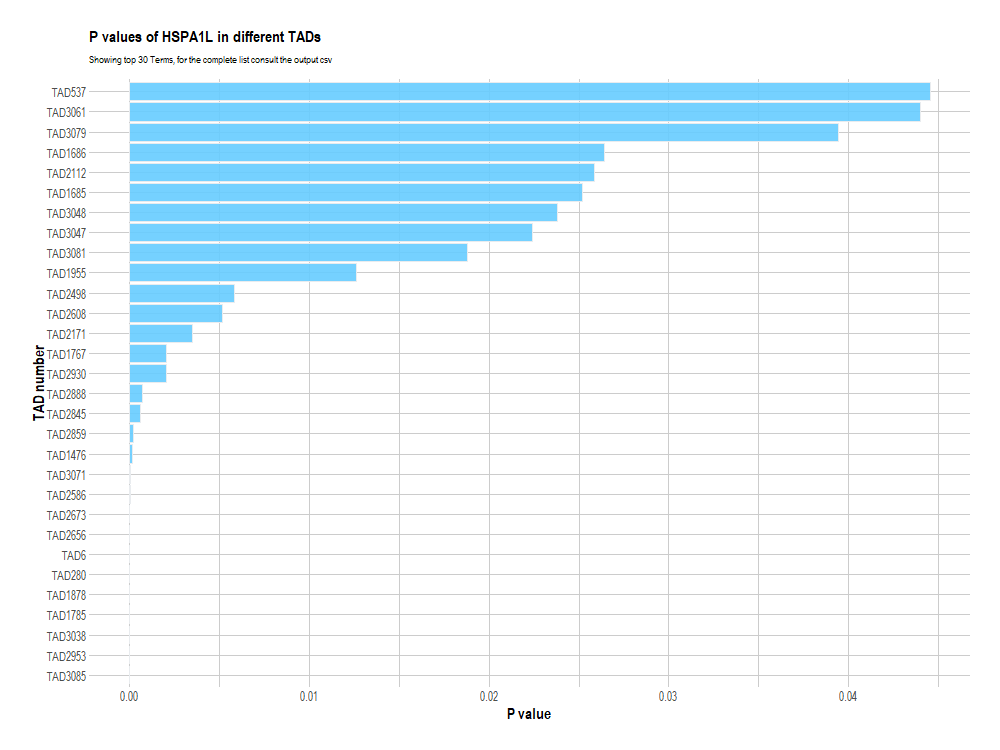 P values of HSPA1L in different TADs
Showing top 30 Terms, for the complete list consult the output csv
TAD number
TAD537
TAD3061
TAD3079
TAD1686
TAD2112
TAD1685
TAD3048
TAD3047
TAD3081
TAD1955
TAD2498
TAD2608
TAD2171
TAD1767
TAD2930
TAD2888
TAD2845
TAD2859
TAD1476
TAD3071
TAD2586
TAD2673
TAD2656
TAD6
TAD280
TAD1878
TAD1785
TAD3038
TAD2953
TAD3085
0.00 0.01 0.02 0.03 0.04
P value